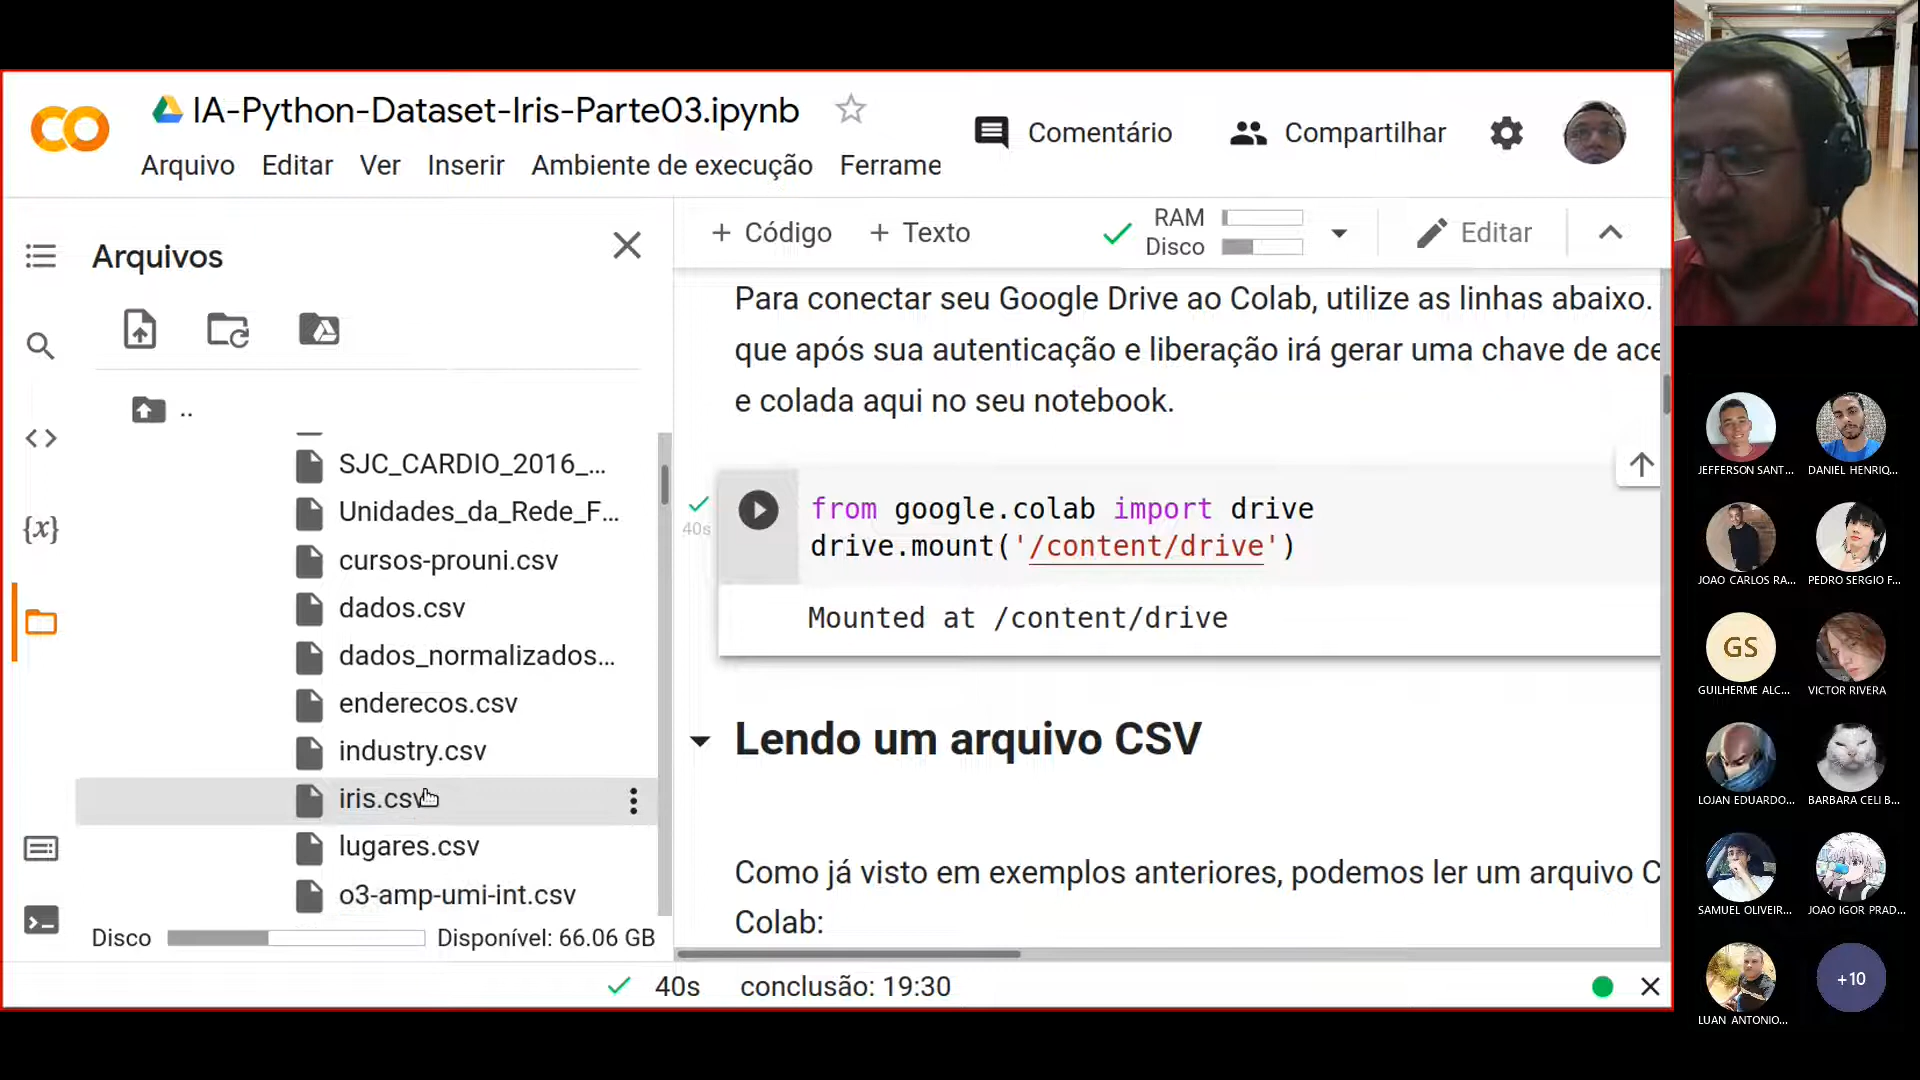 IA-Python-Dataset-Iris-Parte03.ipynb
Arquivo Editar Ver Inserir Ambiente de execução Ferrame
Comentário
Compartilhar
Arquivos
..
SJC_CARDIO_2016_...
Unidades_da_Rede_F...
cursos-prouni.csv
dados.csv
dados_normalizados...
enderecos.csv
industry.csv
iris.csv
lugares.csv
o3-amp-umi-int.csv
Disco
Disponível: 66.06 GB
+ Código
+ Texto
RAM
Disco
Editar
Para conectar seu Google Drive ao Colab, utilize as linhas abaixo.
que após sua autenticação e liberação irá gerar uma chave de ace
e colada aqui no seu notebook.
40s
from google.colab import drive
drive.mount('/content/drive')
Mounted at /content/drive
Lendo um arquivo CSV
Como já visto em exemplos anteriores, podemos ler um arquivo C
Colab:
40s
conclusão: 19:30
JEFFERSON SANT...
DANIEL HENRIQ...
JOAO CARLOS RA...
PEDRO SERGIO F...
GS
GUILHERME ALC...
VICTOR RIVERA
LOJAN EDUARDO...
BARBARA CELI B...
SAMUEL OLIVEIR...
JOAO IGOR PRAD...
LUAN ANTONIO...
+10